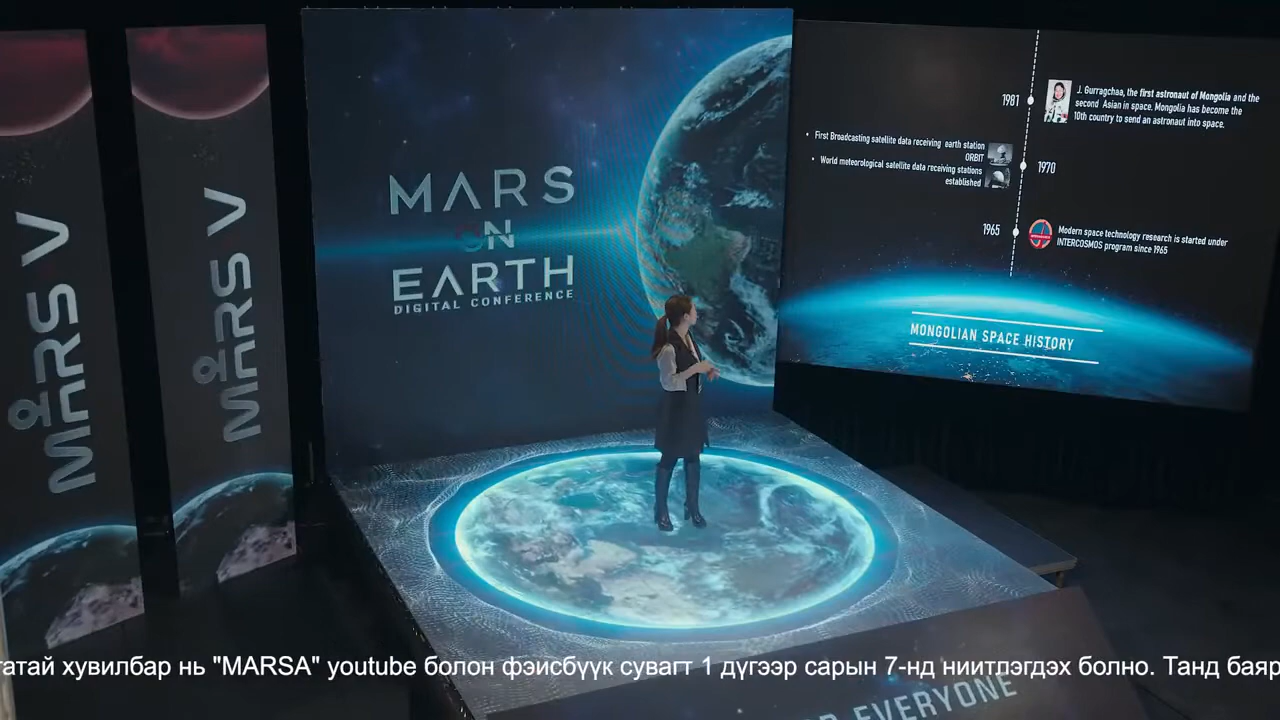 MARS V
MARS V
MARS
ON
EARTH
DIGITAL CONFERENCE
1981
J. Gurragchaa, the first astronaut of Mongolia and the
second Asian in space. Mongolia has become the
10th country to send an astronaut into space.
• First Broadcasting satellite data receiving earth station
ORBIT
• World meteorological satellite data receiving stations
established
1970
1965
Modern space technology research is started under
INTERCOSMOS program since 1965
MONGOLIAN SPACE HISTORY
хувилбар нь "MARSA" youtube болон фэисбүүк сувагт 1 дүгээр сарын 7-нд ниитлэгдэх болно. Танд
EVERYONE